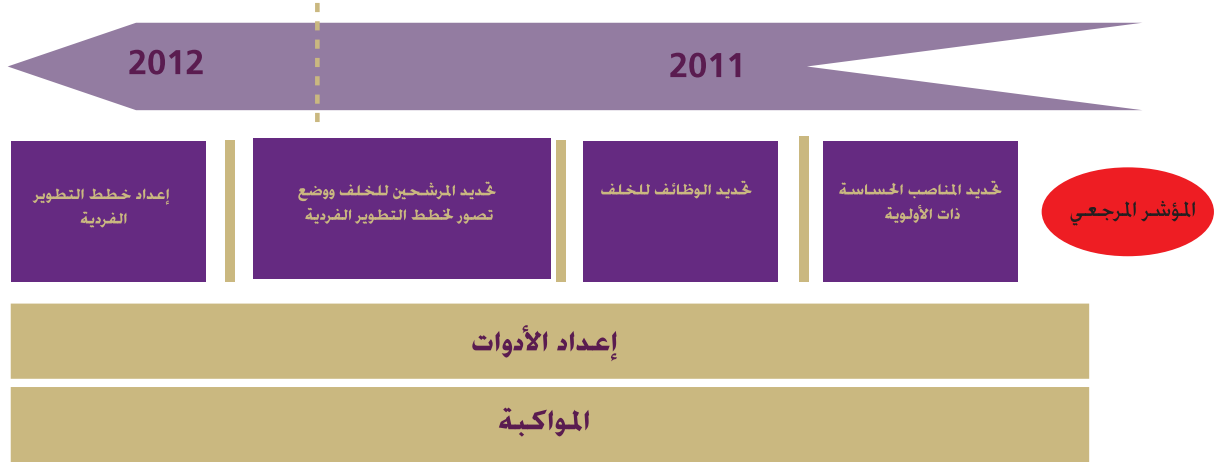 2011
2012
المؤشر المرجعي
تحديد المناصب الحساسة
ذات الأولوية
تحديد الوظائف للخلف
تحديد المرشحين للخلف ووضع
تصور لخطط التطوير الفردية
إعداد خطط التطوير
الفردية
إعداد الأدوات
المواكبة